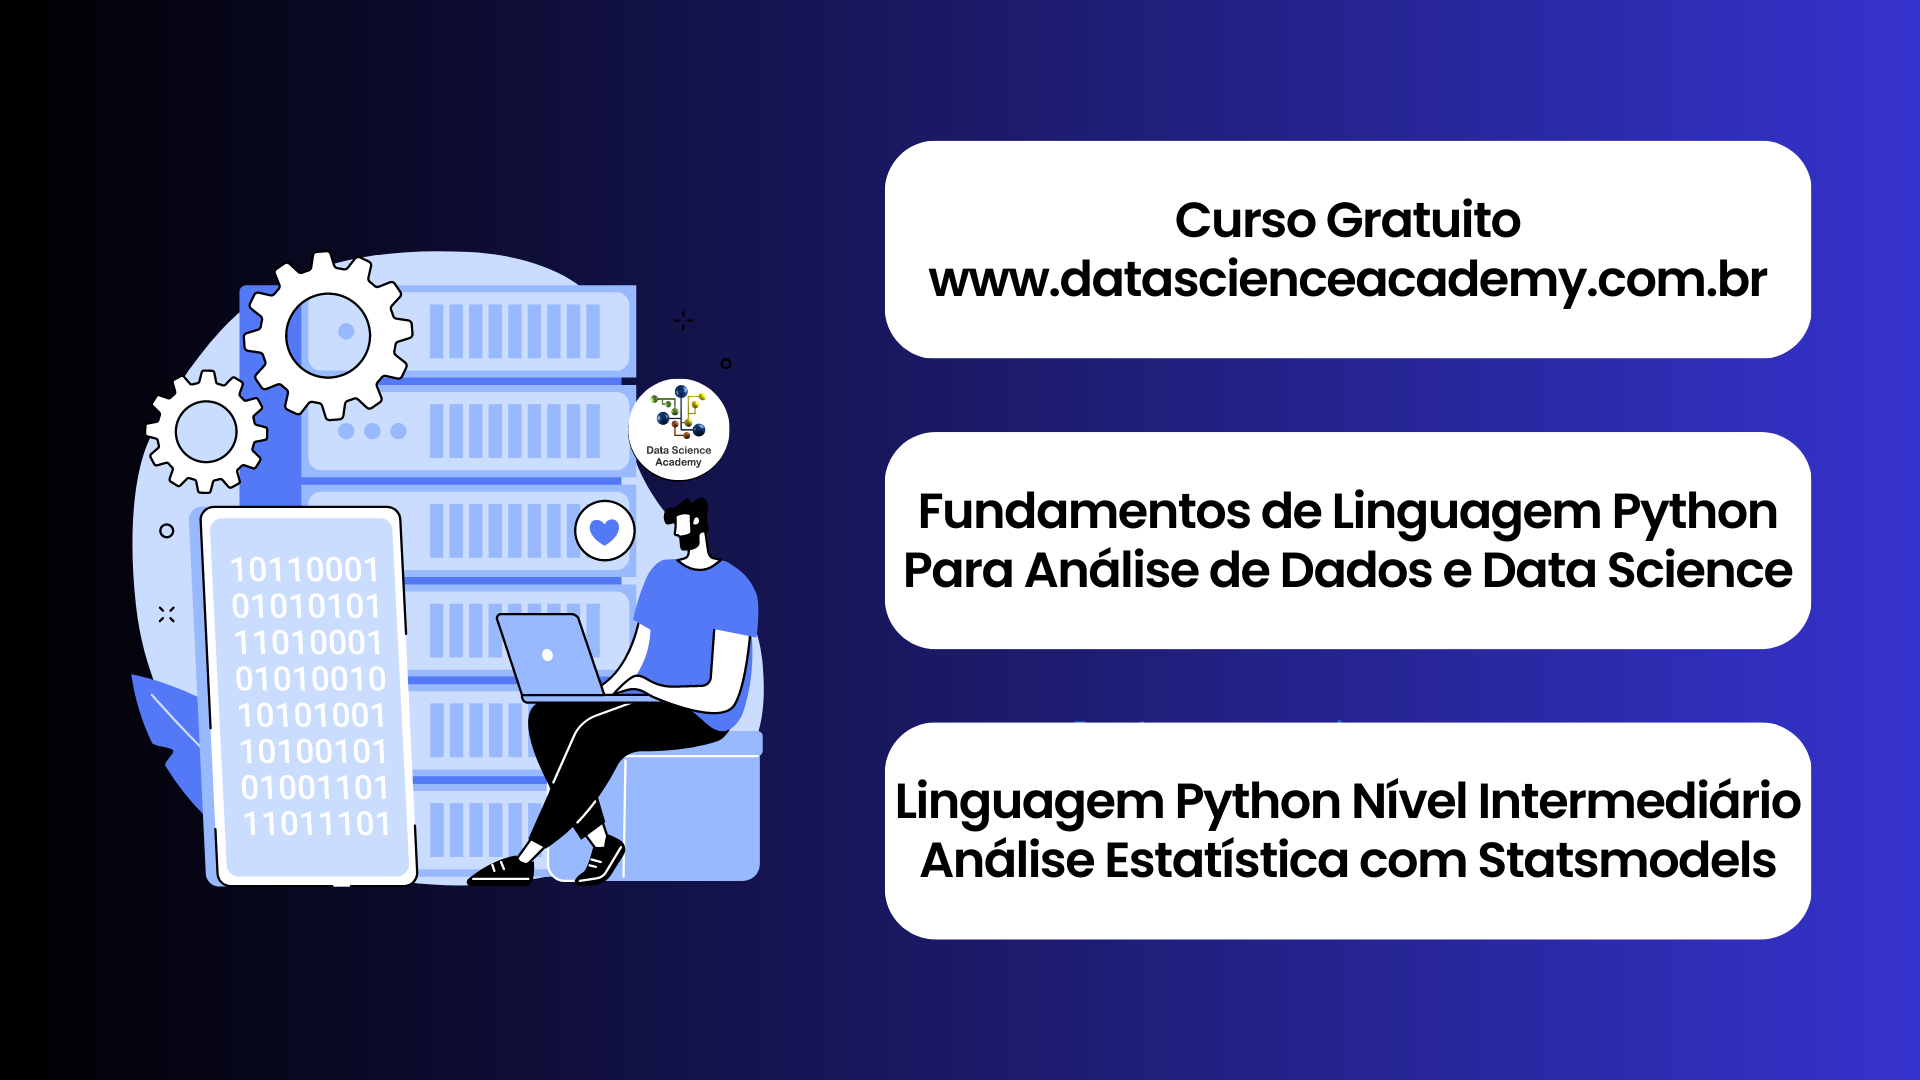 Curso Gratuito
www.datascienceacademy.com.br
Data Science
Academy
Fundamentos de Linguagem Python
Para Análise de Dados e Data Science
10110001
01010101
11010001
01010010
10101001
10100101
01001101
11011101
Linguagem Python Nível Intermediário
Análise Estatística com Statsmodels